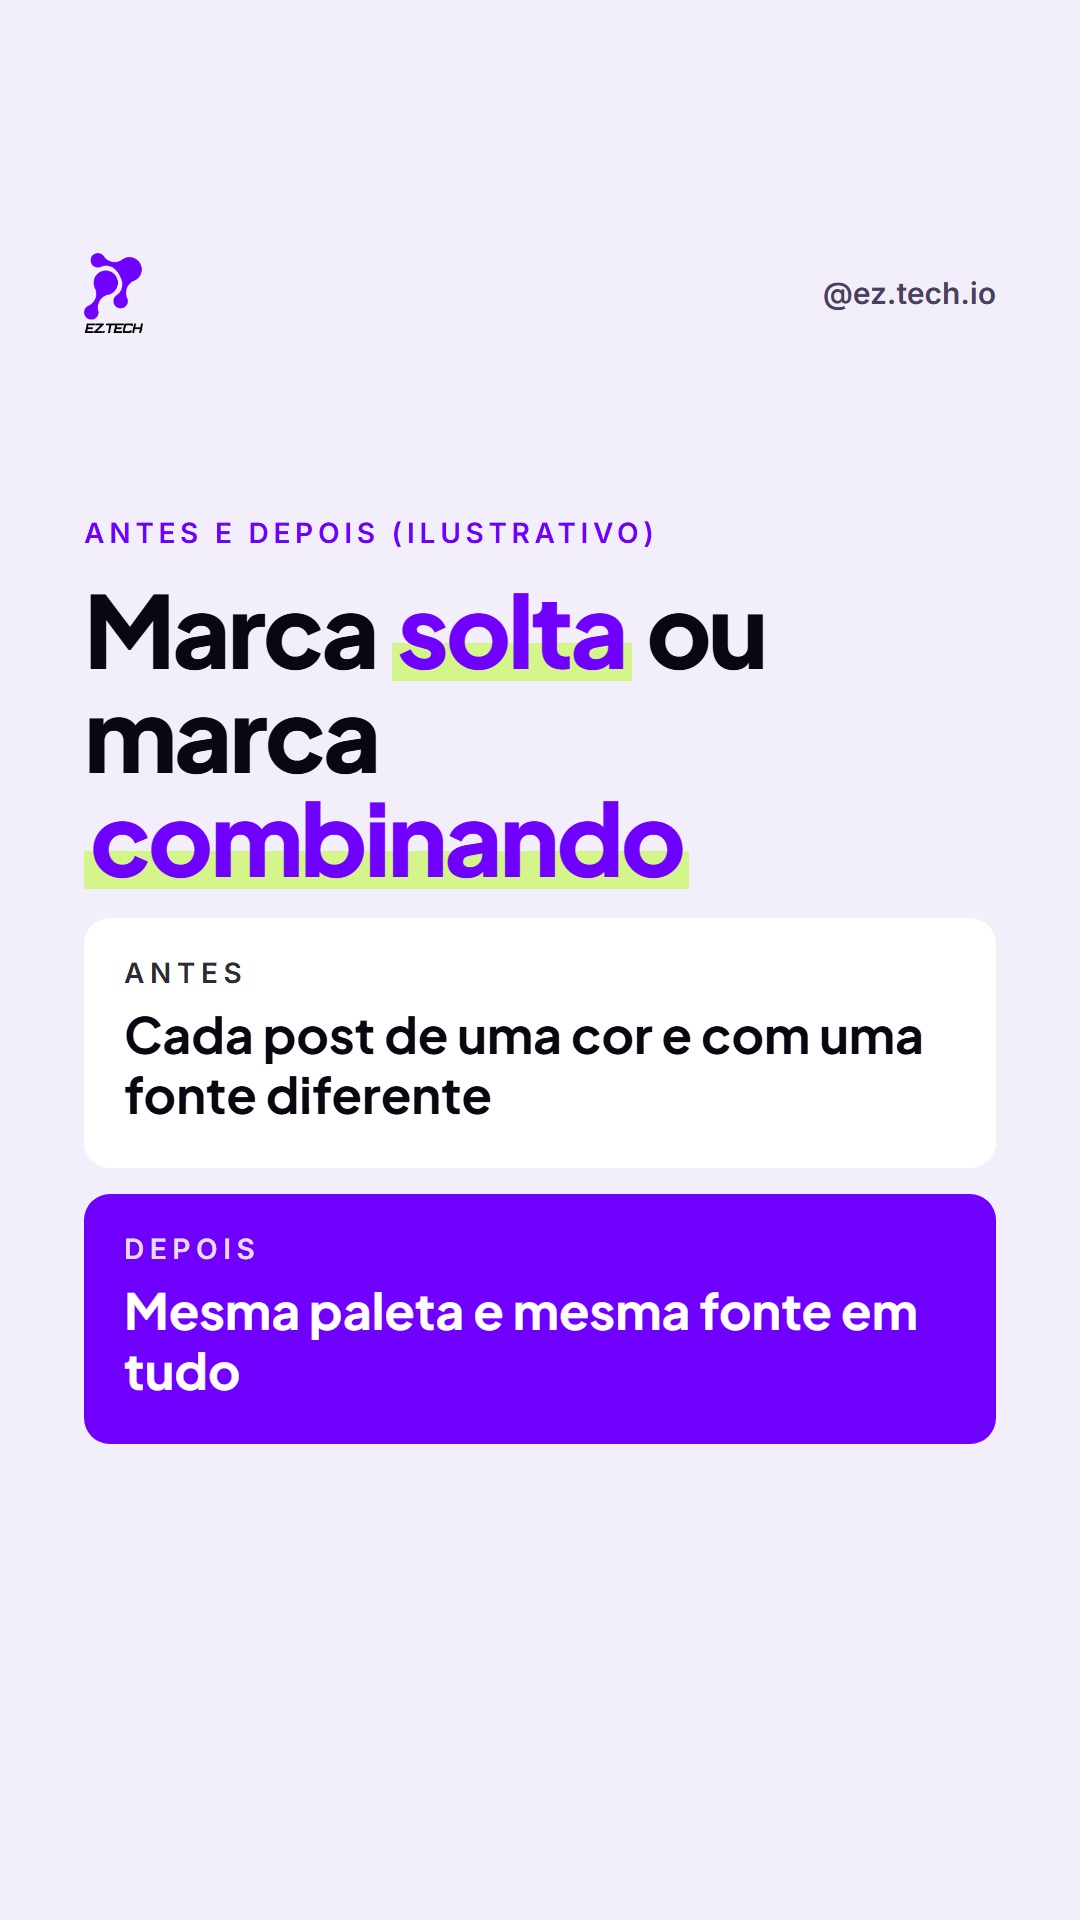 EZ.TECH
@ez.tech.io
ANTES E DEPOIS (ILUSTRATIVO)
Marca solta ou
marca
combinando
ANTES
Cada post de uma cor e com uma
fonte diferente
DEPOIS
Mesma paleta e mesma fonte em
tudo